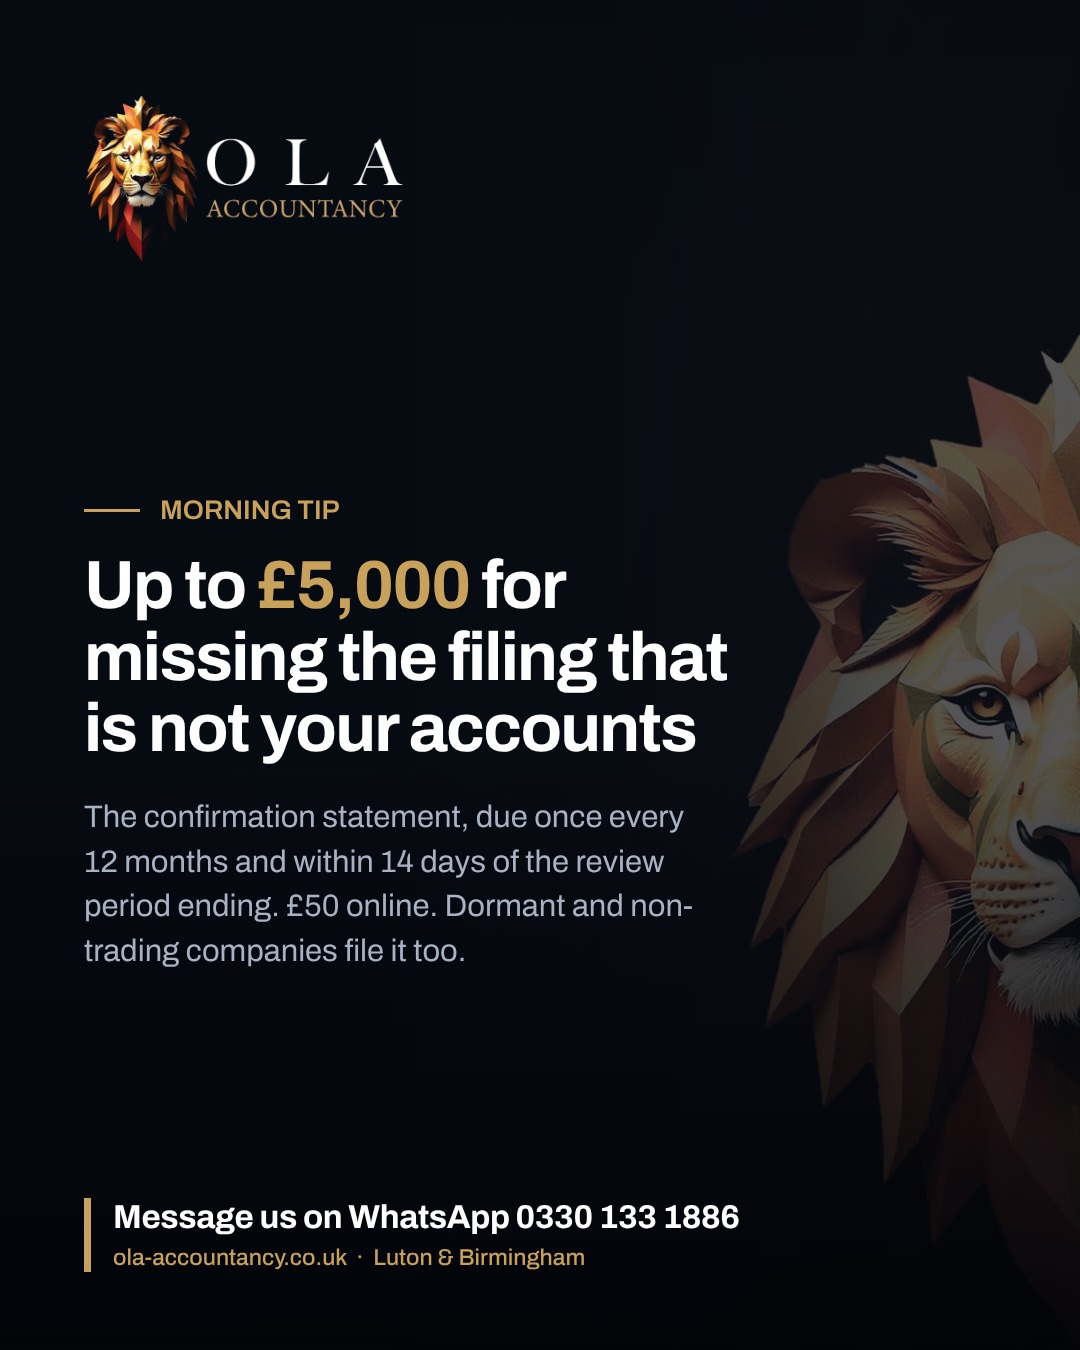 OLA
ACCOUNTANCY
MORNING TIP
Up to £5,000 for
missing the filing that
is not your accounts
The confirmation statement, due once every
12 months and within 14 days of the review
period ending. £50 online. Dormant and non-
trading companies file it too.
Message us on WhatsApp 0330 133 1886
ola-accountancy.co.uk · Luton & Birmingham